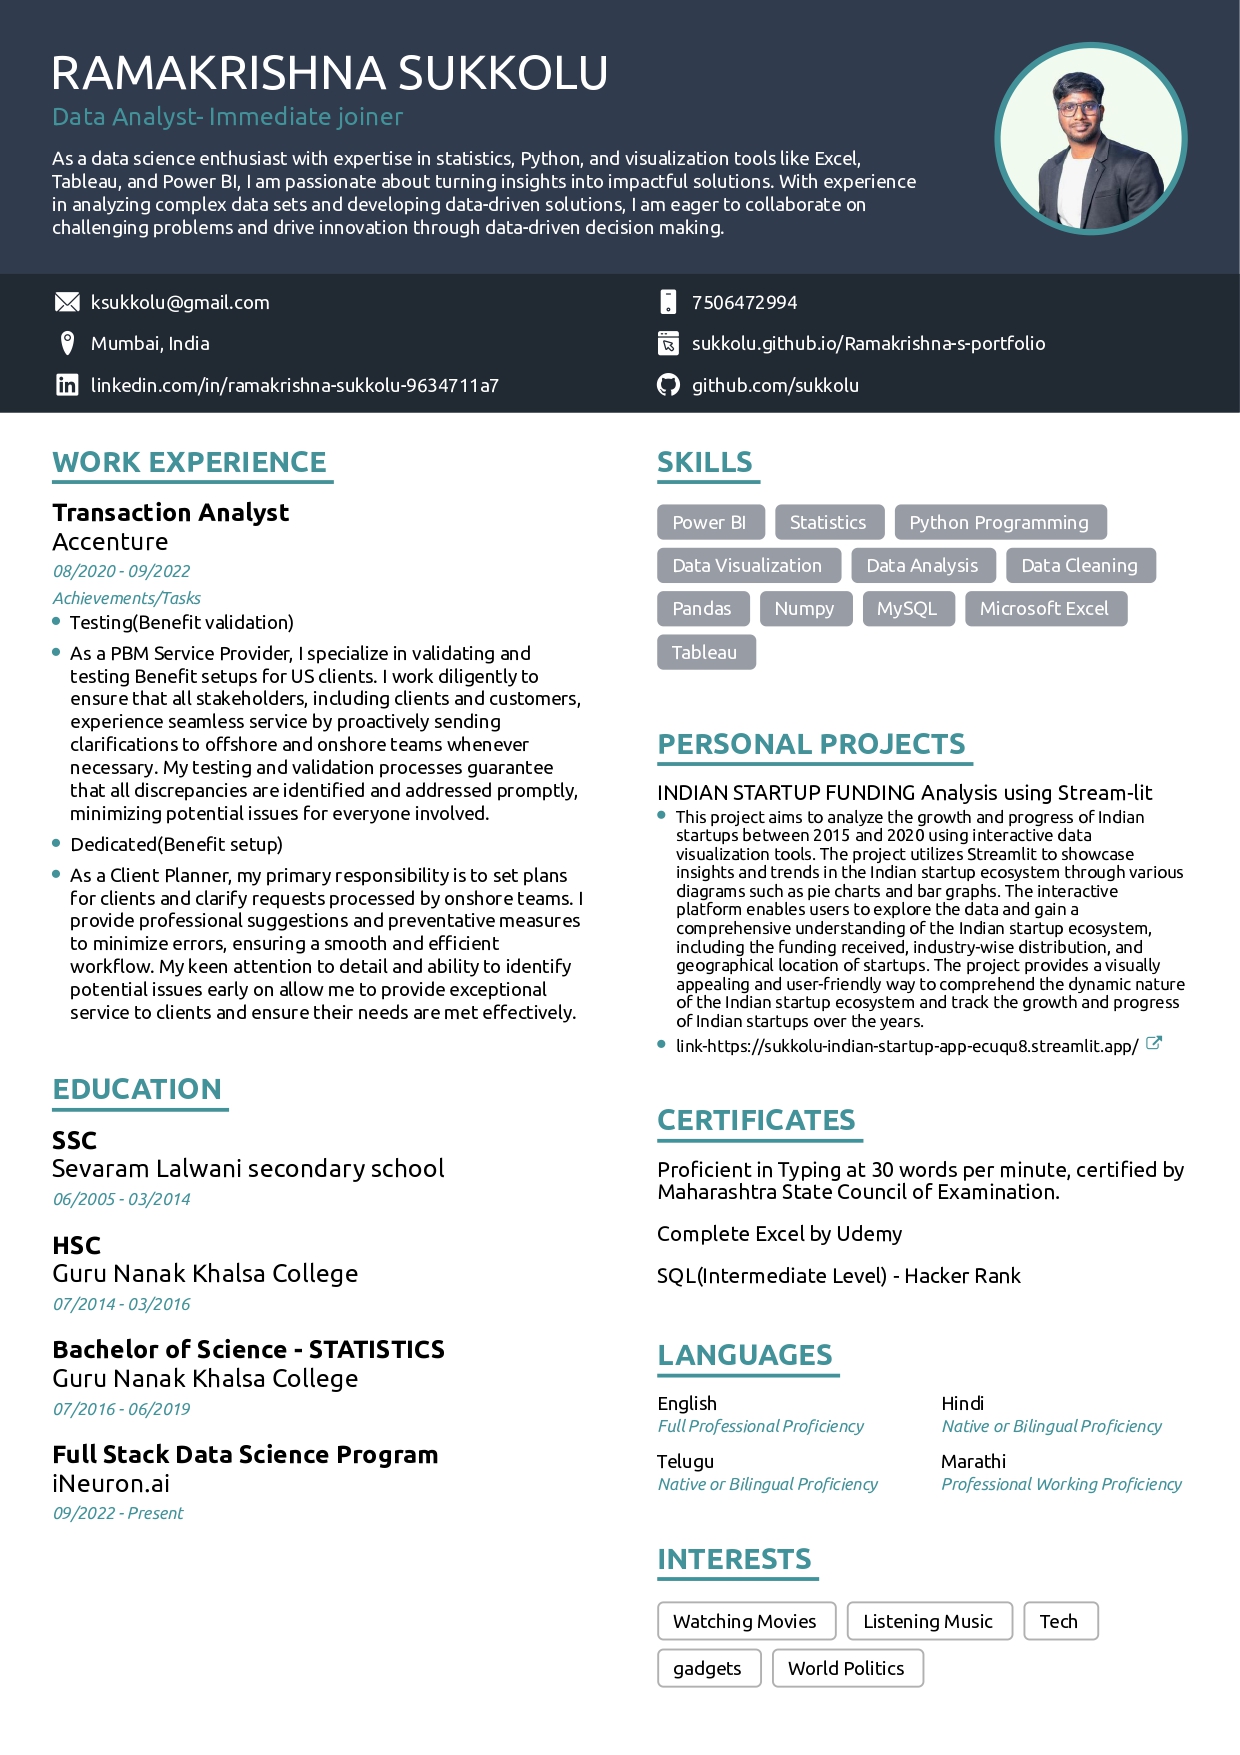 RAMAKRISHNA SUKKOLU
Data Analyst- Immediate joiner
As a data science enthusiast with expertise in statistics, Python, and visualization tools like Excel,
Tableau, and Power BI, I am passionate about turning insights into impactful solutions. With experience
in analyzing complex data sets and developing data-driven solutions, I am eager to collaborate on
challenging problems and drive innovation through data-driven decision making.
ksukkolu@gmail.com
7506472994
Mumbai, India
sukkolu.github.io/Ramakrishna-s-portfolio
linkedin.com/in/ramakrishna-sukkolu-9634711a7
github.com/sukkolu
WORK EXPERIENCE
Transaction Analyst
Accenture
08/2020 - 09/2022
Achievements/Tasks
Testing(Benefit validation)
As a PBM Service Provider, I specialize in validating and
testing Benefit setups for US clients. I work diligently to
ensure that all stakeholders, including clients and customers,
experience seamless service by proactively sending
clarifications to offshore and onshore teams whenever
necessary. My testing and validation processes guarantee
that all discrepancies are identified and addressed promptly,
minimizing potential issues for everyone involved.
Dedicated(Benefit setup)
As a Client Planner, my primary responsibility is to set plans
for clients and clarify requests processed by onshore teams. I
provide professional suggestions and preventative measures
to minimize errors, ensuring a smooth and efficient
workflow. My keen attention to detail and ability to identify
potential issues early on allow me to provide exceptional
service to clients and ensure their needs are met effectively.
EDUCATION
SSC
Sevaram Lalwani secondary school
06/2005 - 03/2014
HSC
Guru Nanak Khalsa College
07/2014 - 03/2016
Bachelor of Science - STATISTICS
Guru Nanak Khalsa College
07/2016 - 06/2019
Full Stack Data Science Program
iNeuron.ai
09/2022 - Present
SKILLS
Power BI Statistics Python Programming
Data Visualization Data Analysis Data Cleaning
Pandas Numpy MySQL Microsoft Excel
Tableau
PERSONAL PROJECTS
INDIAN STARTUP FUNDING Analysis using Stream-lit
This project aims to analyze the growth and progress of Indian
startups between 2015 and 2020 using interactive data
visualization tools. The project utilizes Streamlit to showcase
insights and trends in the Indian startup ecosystem through various
diagrams such as pie charts and bar graphs. The interactive
platform enables users to explore the data and gain a
comprehensive understanding of the Indian startup ecosystem,
including the funding received, industry-wise distribution, and
geographical location of startups. The project provides a visually
appealing and user-friendly way to comprehend the dynamic nature
of the Indian startup ecosystem and track the growth and progress
of Indian startups over the years.
link-https://sukkolu-indian-startup-app-ecuqu8.streamlit.app/
CERTIFICATES
Proficient in Typing at 30 words per minute, certified by
Maharashtra State Council of Examination.
Complete Excel by Udemy
SQL(Intermediate Level) - Hacker Rank
LANGUAGES
English
Full Professional Proficiency
Hindi
Native or Bilingual Proficiency
Telugu
Native or Bilingual Proficiency
Marathi
Professional Working Proficiency
INTERESTS
Watching Movies Listening Music Tech
gadgets World Politics